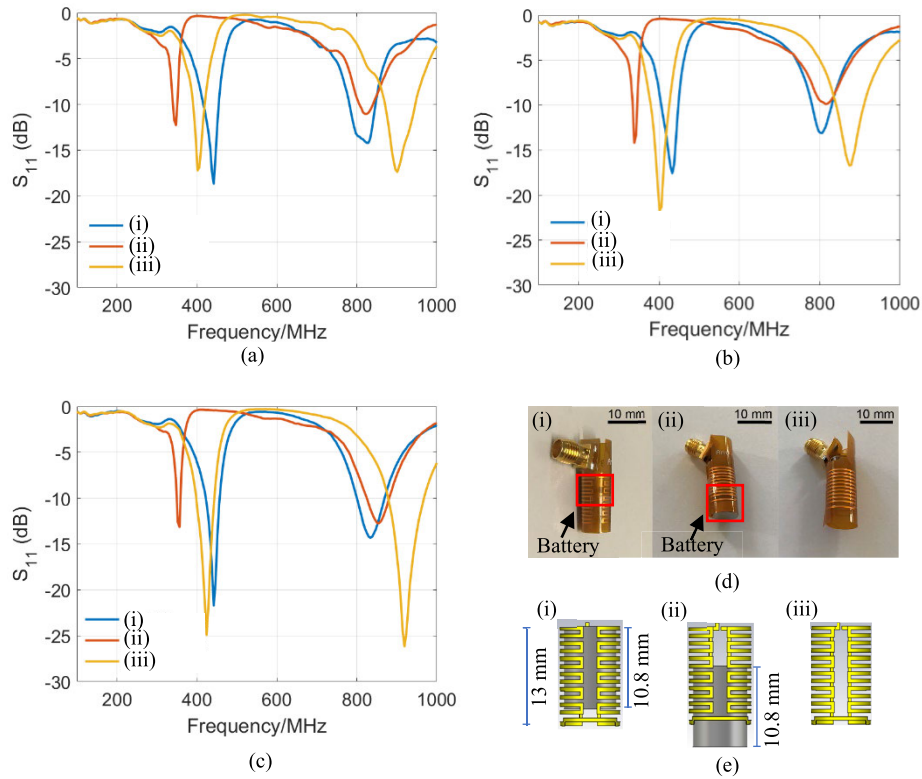 0
-5
-10
-15
-20
-25
-30
S11 (dB)
(i)
(ii)
(iii)
200 400 600 800 1000
Frequency/MHz
(a)
0
-5
-10
-15
-20
-25
-30
S11 (dB)
(i)
(ii)
(iii)
200 400 600 800 1000
Frequency/MHz
(b)
0
-5
-10
-15
-20
-25
-30
S11 (dB)
(i)
(ii)
(iii)
200 400 600 800 1000
Frequency/MHz
(c)
(i) 10 mm (ii) 10 mm (iii) 10 mm
Battery Battery
(d)
(i) (ii) (iii)
13 mm
10.8 mm
10.8 mm
(e)